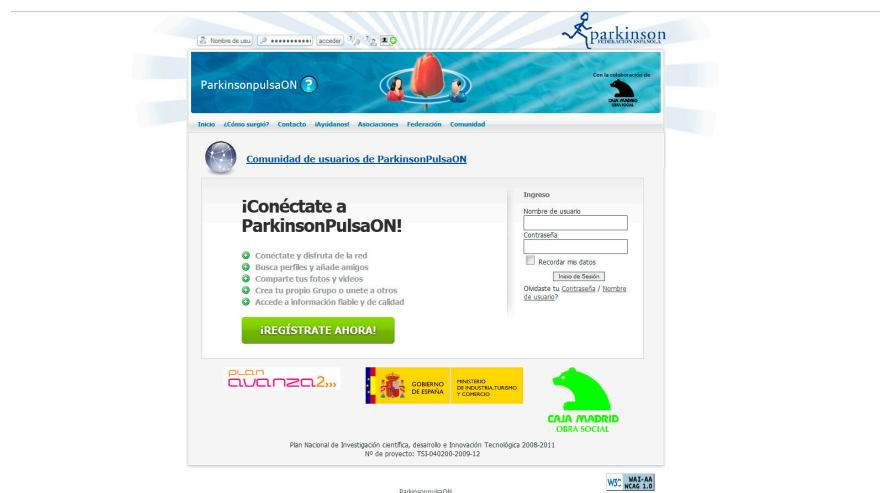 Nombre de usu
acceder
parkinson
FEDERACIÓN ESPAÑOLA
ParkinsonpulsaON ?
Con la colaboración de
CAJA MADRID
OBRA SOCIAL
Inicio ¿Cómo surgió? Contacto ¡Ayúdanos! Asociaciones Federación Comunidad
Comunidad de usuarios de ParkinsonPulsaON
¡Conéctate a
ParkinsonPulsaON!
Conéctate y disfruta de la red
Busca perfiles y añade amigos
Comparte tus fotos y videos
Crea tu propio Grupo o unete a otros
Accede a información fiable y de calidad
¡REGÍSTRATE AHORA!
Ingreso
Nombre de usuario
Contraseña
Recordar mis datos
Inicio de Sesión
Olvidaste tu Contraseña / Nombre
de usuario?
PLAN
avanza2
GOBIERNO
DE ESPAÑA
MINISTERIO
DE INDUSTRIA, TURISMO
Y COMERCIO
CAJA MADRID
OBRA SOCIAL
Plan Nacional de Investigación científica, desarrollo e Innovación Tecnológica 2008-2011
Nº de proyecto: TSI-040200-2009-12
W3C WAI-AA
WCAG 1.0
ParkinsonpulsaON